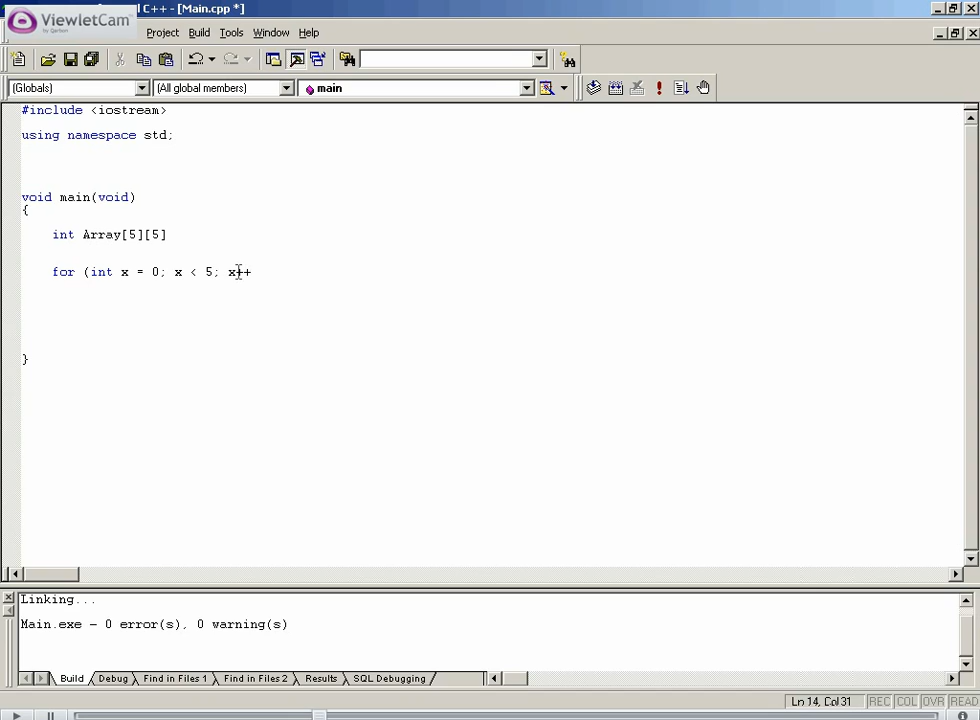 C++ - [Main.cpp *]
ViewletCam
by Qarbon
Project Build Tools Window Help
(Globals) (All global members) main
#include <iostream>
using namespace std;
void main(void)
{
int Array[5][5]
for (int x = 0; x < 5; x++
}
Linking...
Main.exe - 0 error(s), 0 warning(s)
Build Debug Find in Files 1 Find in Files 2 Results SQL Debugging
Ln 14, Col 31 REC COL OVR READ